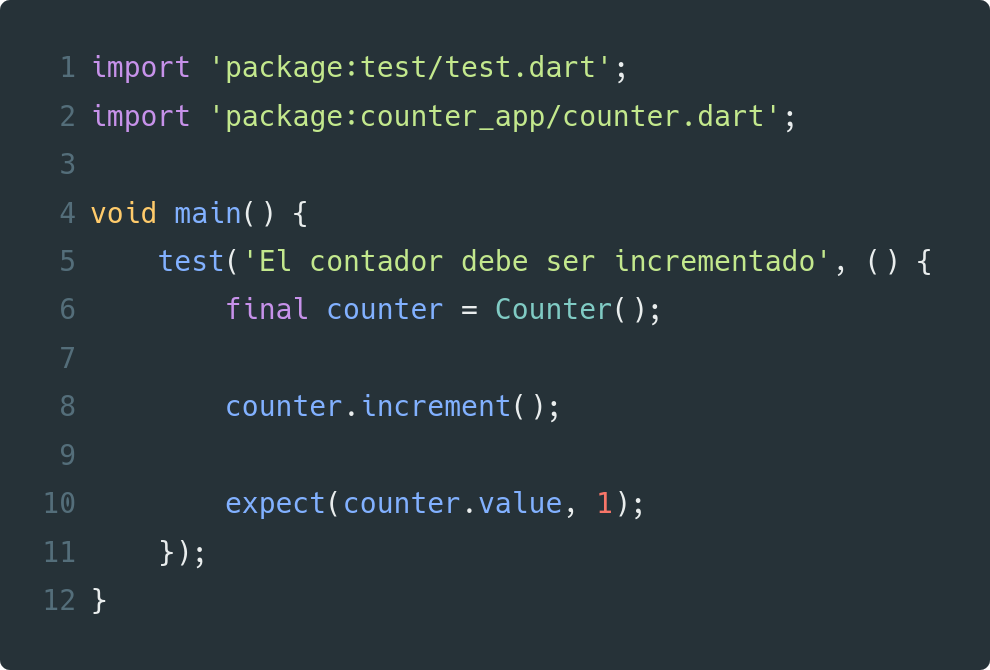 1 import 'package:test/test.dart';
2 import 'package:counter_app/counter.dart';
3
4 void main() {
5     test('El contador debe ser incrementado', () {
6         final counter = Counter();
7
8         counter.increment();
9
10         expect(counter.value, 1);
11     });
12 }